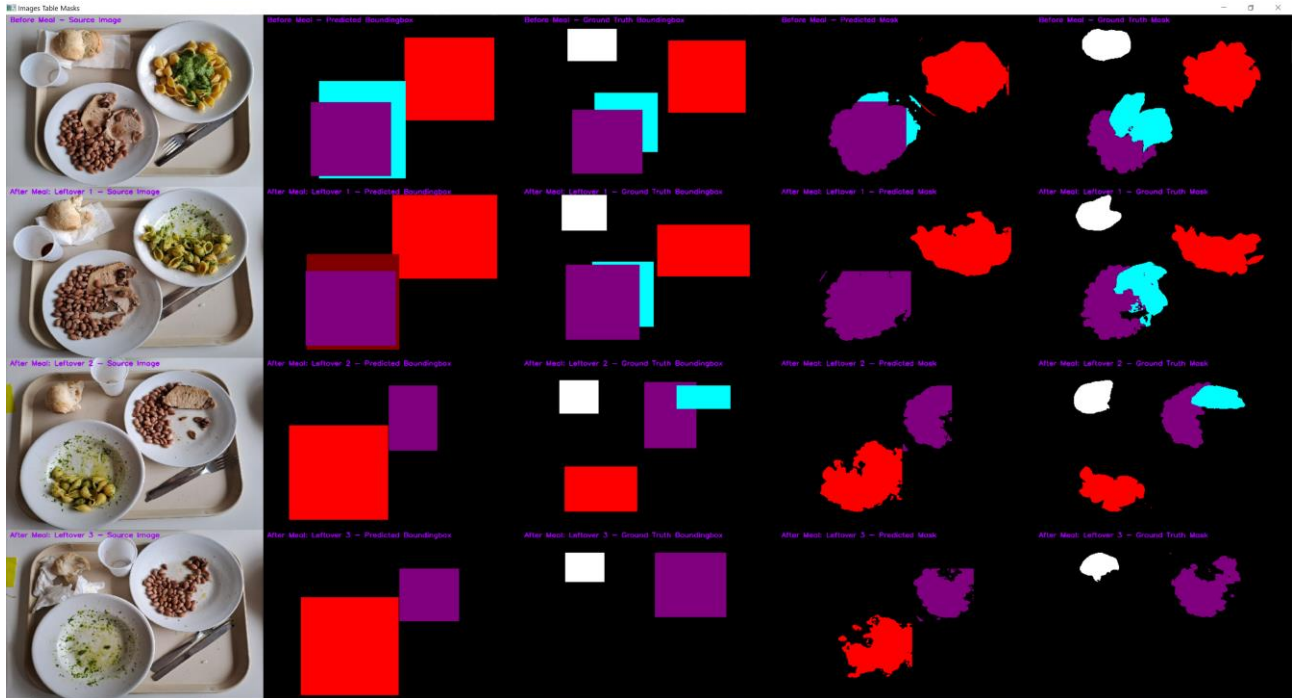 Images Table Masks
Before Meal - Source Image
Before Meal - Predicted Boundingbox
Before Meal - Ground Truth Boundingbox
Before Meal - Predicted Mask
Before Meal - Ground Truth Mask
After Meal: Leftover 1 - Source Image
After Meal: Leftover 1 - Predicted Boundingbox
After Meal: Leftover 1 - Ground Truth Boundingbox
After Meal: Leftover 1 - Predicted Mask
After Meal: Leftover 1 - Ground Truth Mask
After Meal: Leftover 2 - Source Image
After Meal: Leftover 2 - Predicted Boundingbox
After Meal: Leftover 2 - Ground Truth Boundingbox
After Meal: Leftover 2 - Predicted Mask
After Meal: Leftover 2 - Ground Truth Mask
After Meal: Leftover 3 - Source Image
After Meal: Leftover 3 - Predicted Boundingbox
After Meal: Leftover 3 - Ground Truth Boundingbox
After Meal: Leftover 3 - Predicted Mask
After Meal: Leftover 3 - Ground Truth Mask